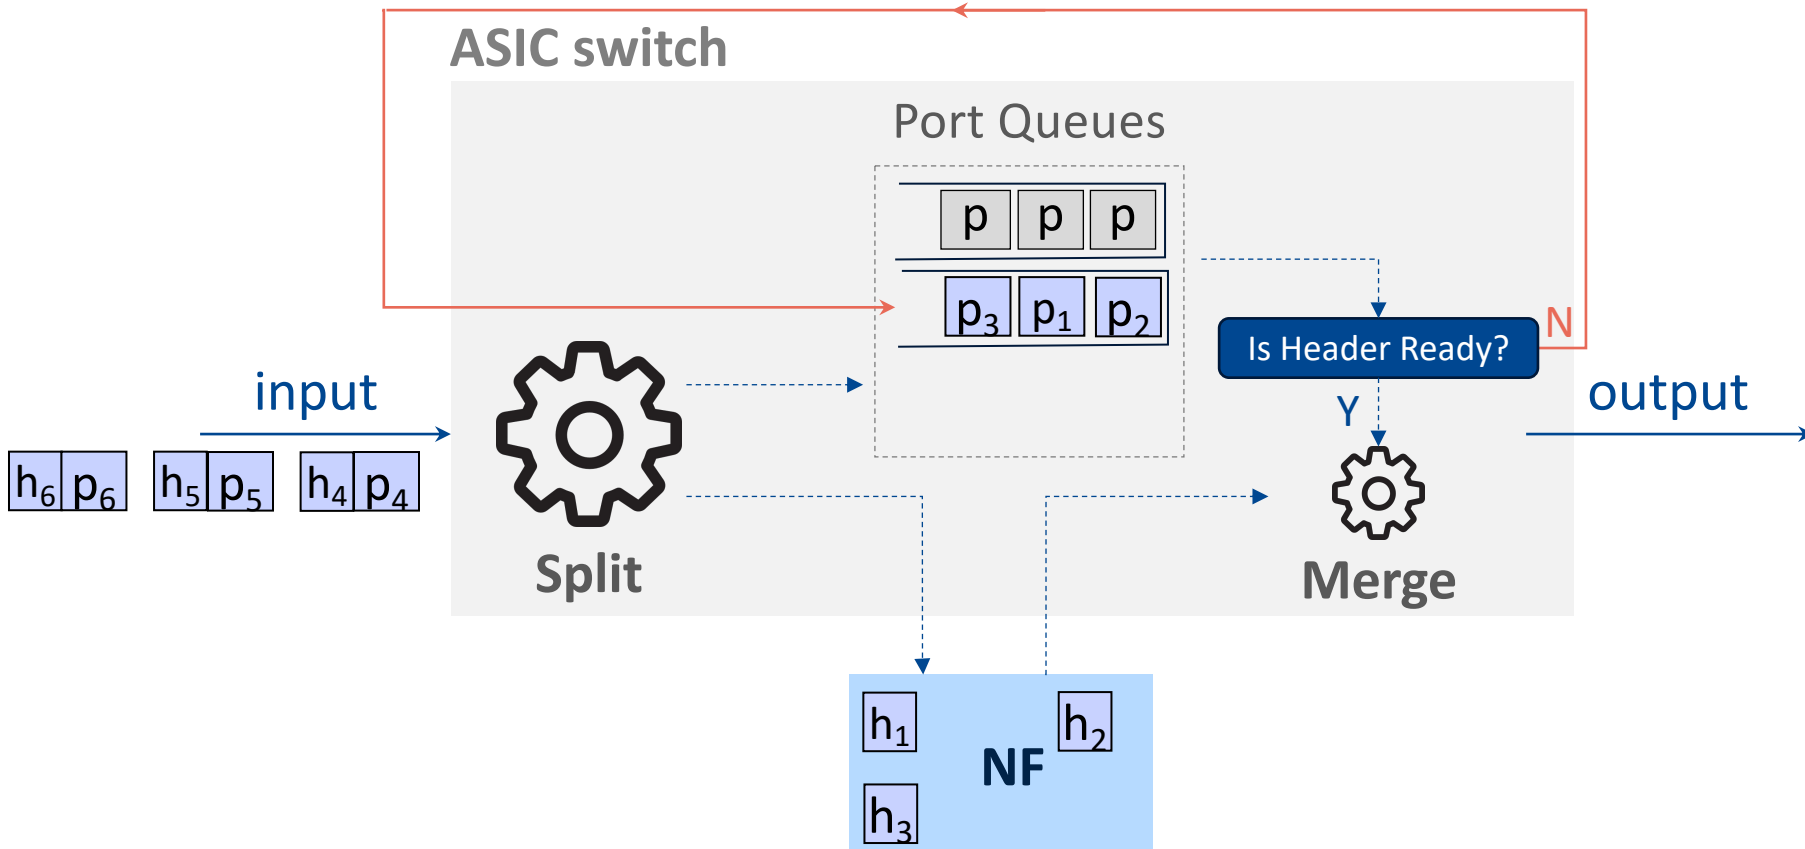 ASIC switch
Port Queues
p p p
p3 p1 p2
Is Header Ready?
N
Y
input
output
h6 p6 h5 p5 h4 p4
Split
Merge
h1 h2
NF
h3